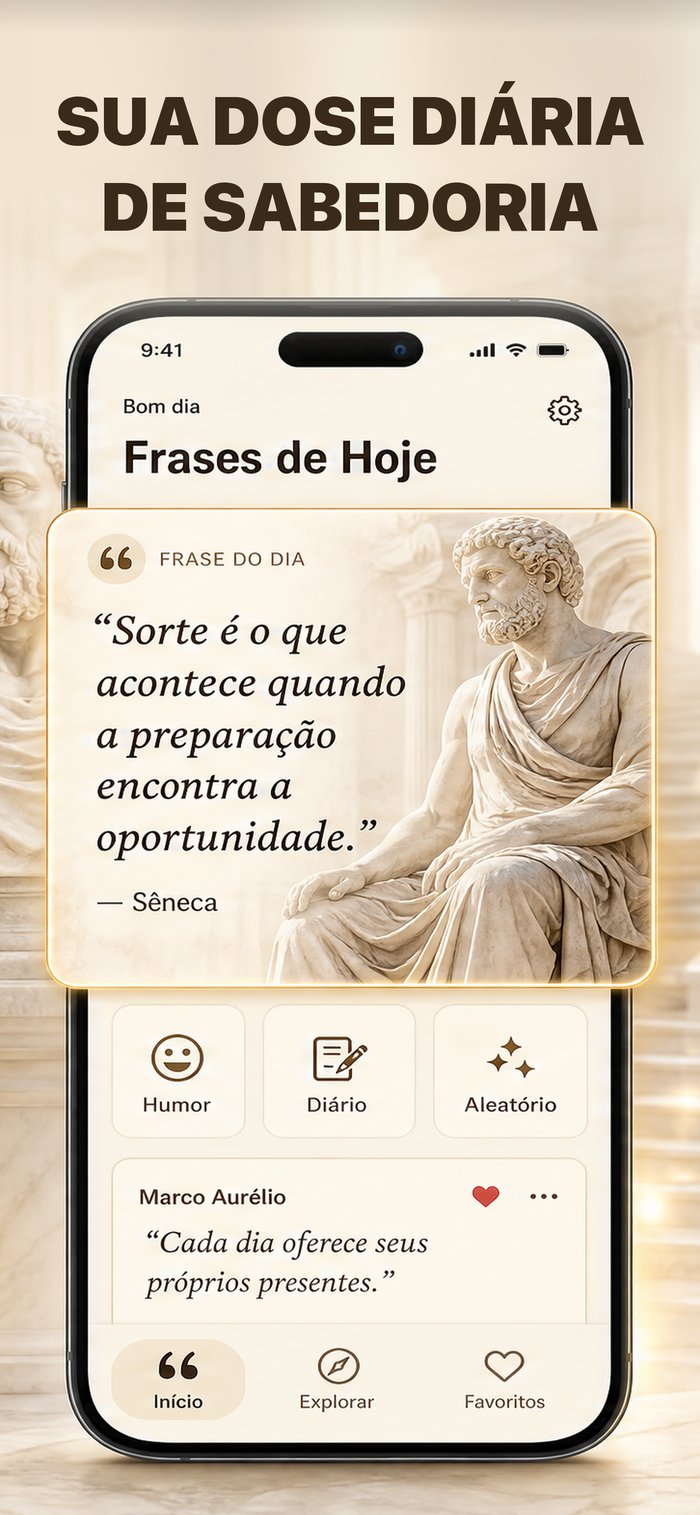 SUA DOSE DIÁRIA
DE SABEDORIA
9:41
Bom dia
Frases de Hoje
FRASE DO DIA
“Sorte é o que
acontece quando
a preparação
encontra a
oportunidade.”
— Sêneca
Humor
Diário
Aleatório
Marco Aurélio
“Cada dia oferece seus
próprios presentes.”
Início
Explorar
Favoritos